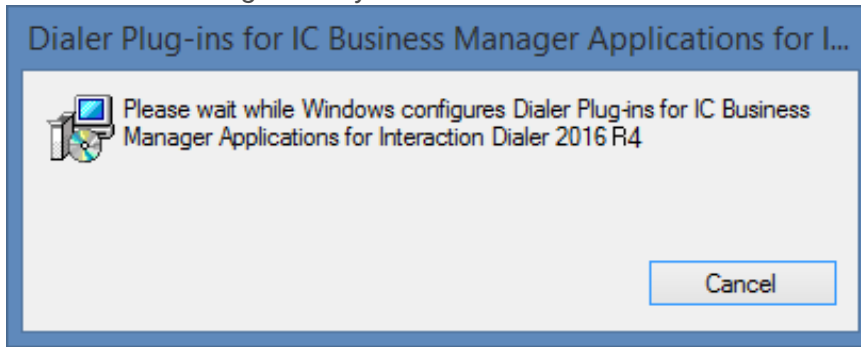 Dialer Plug-ins for IC Business Manager Applications for I...
Please wait while Windows configures Dialer Plug-ins for IC Business
Manager Applications for Interaction Dialer 2016 R4
Cancel